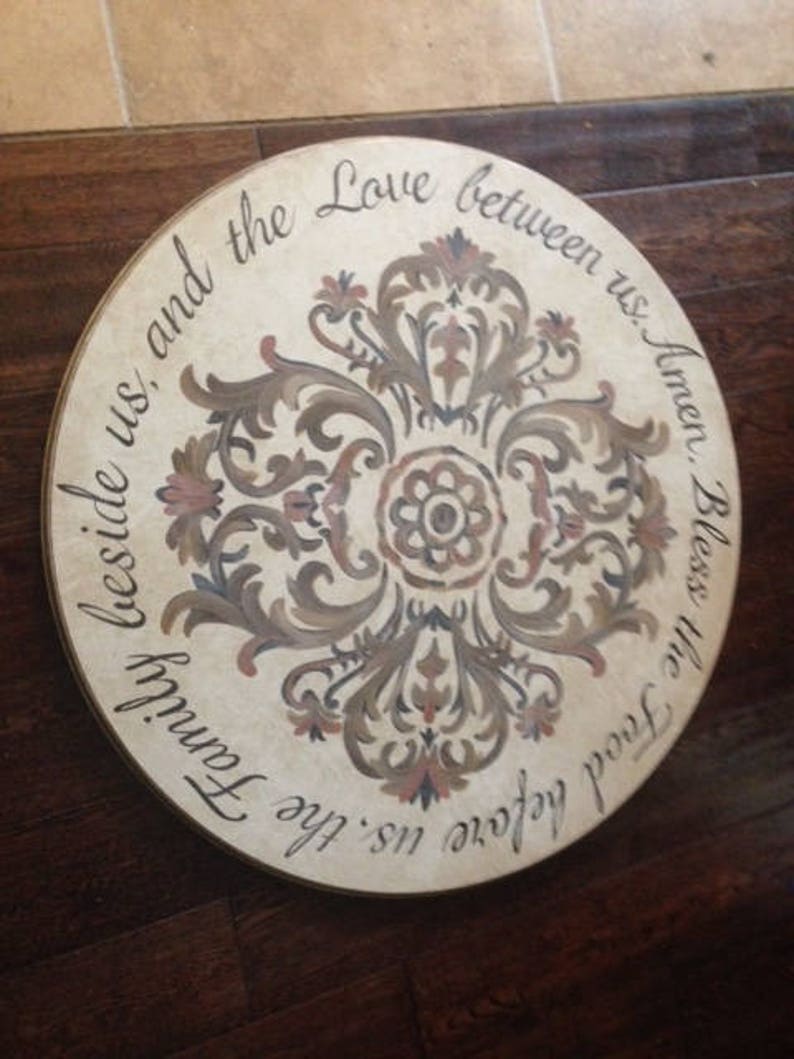 Bless the Food before us, the Family beside us, and the Love between us. Amen.